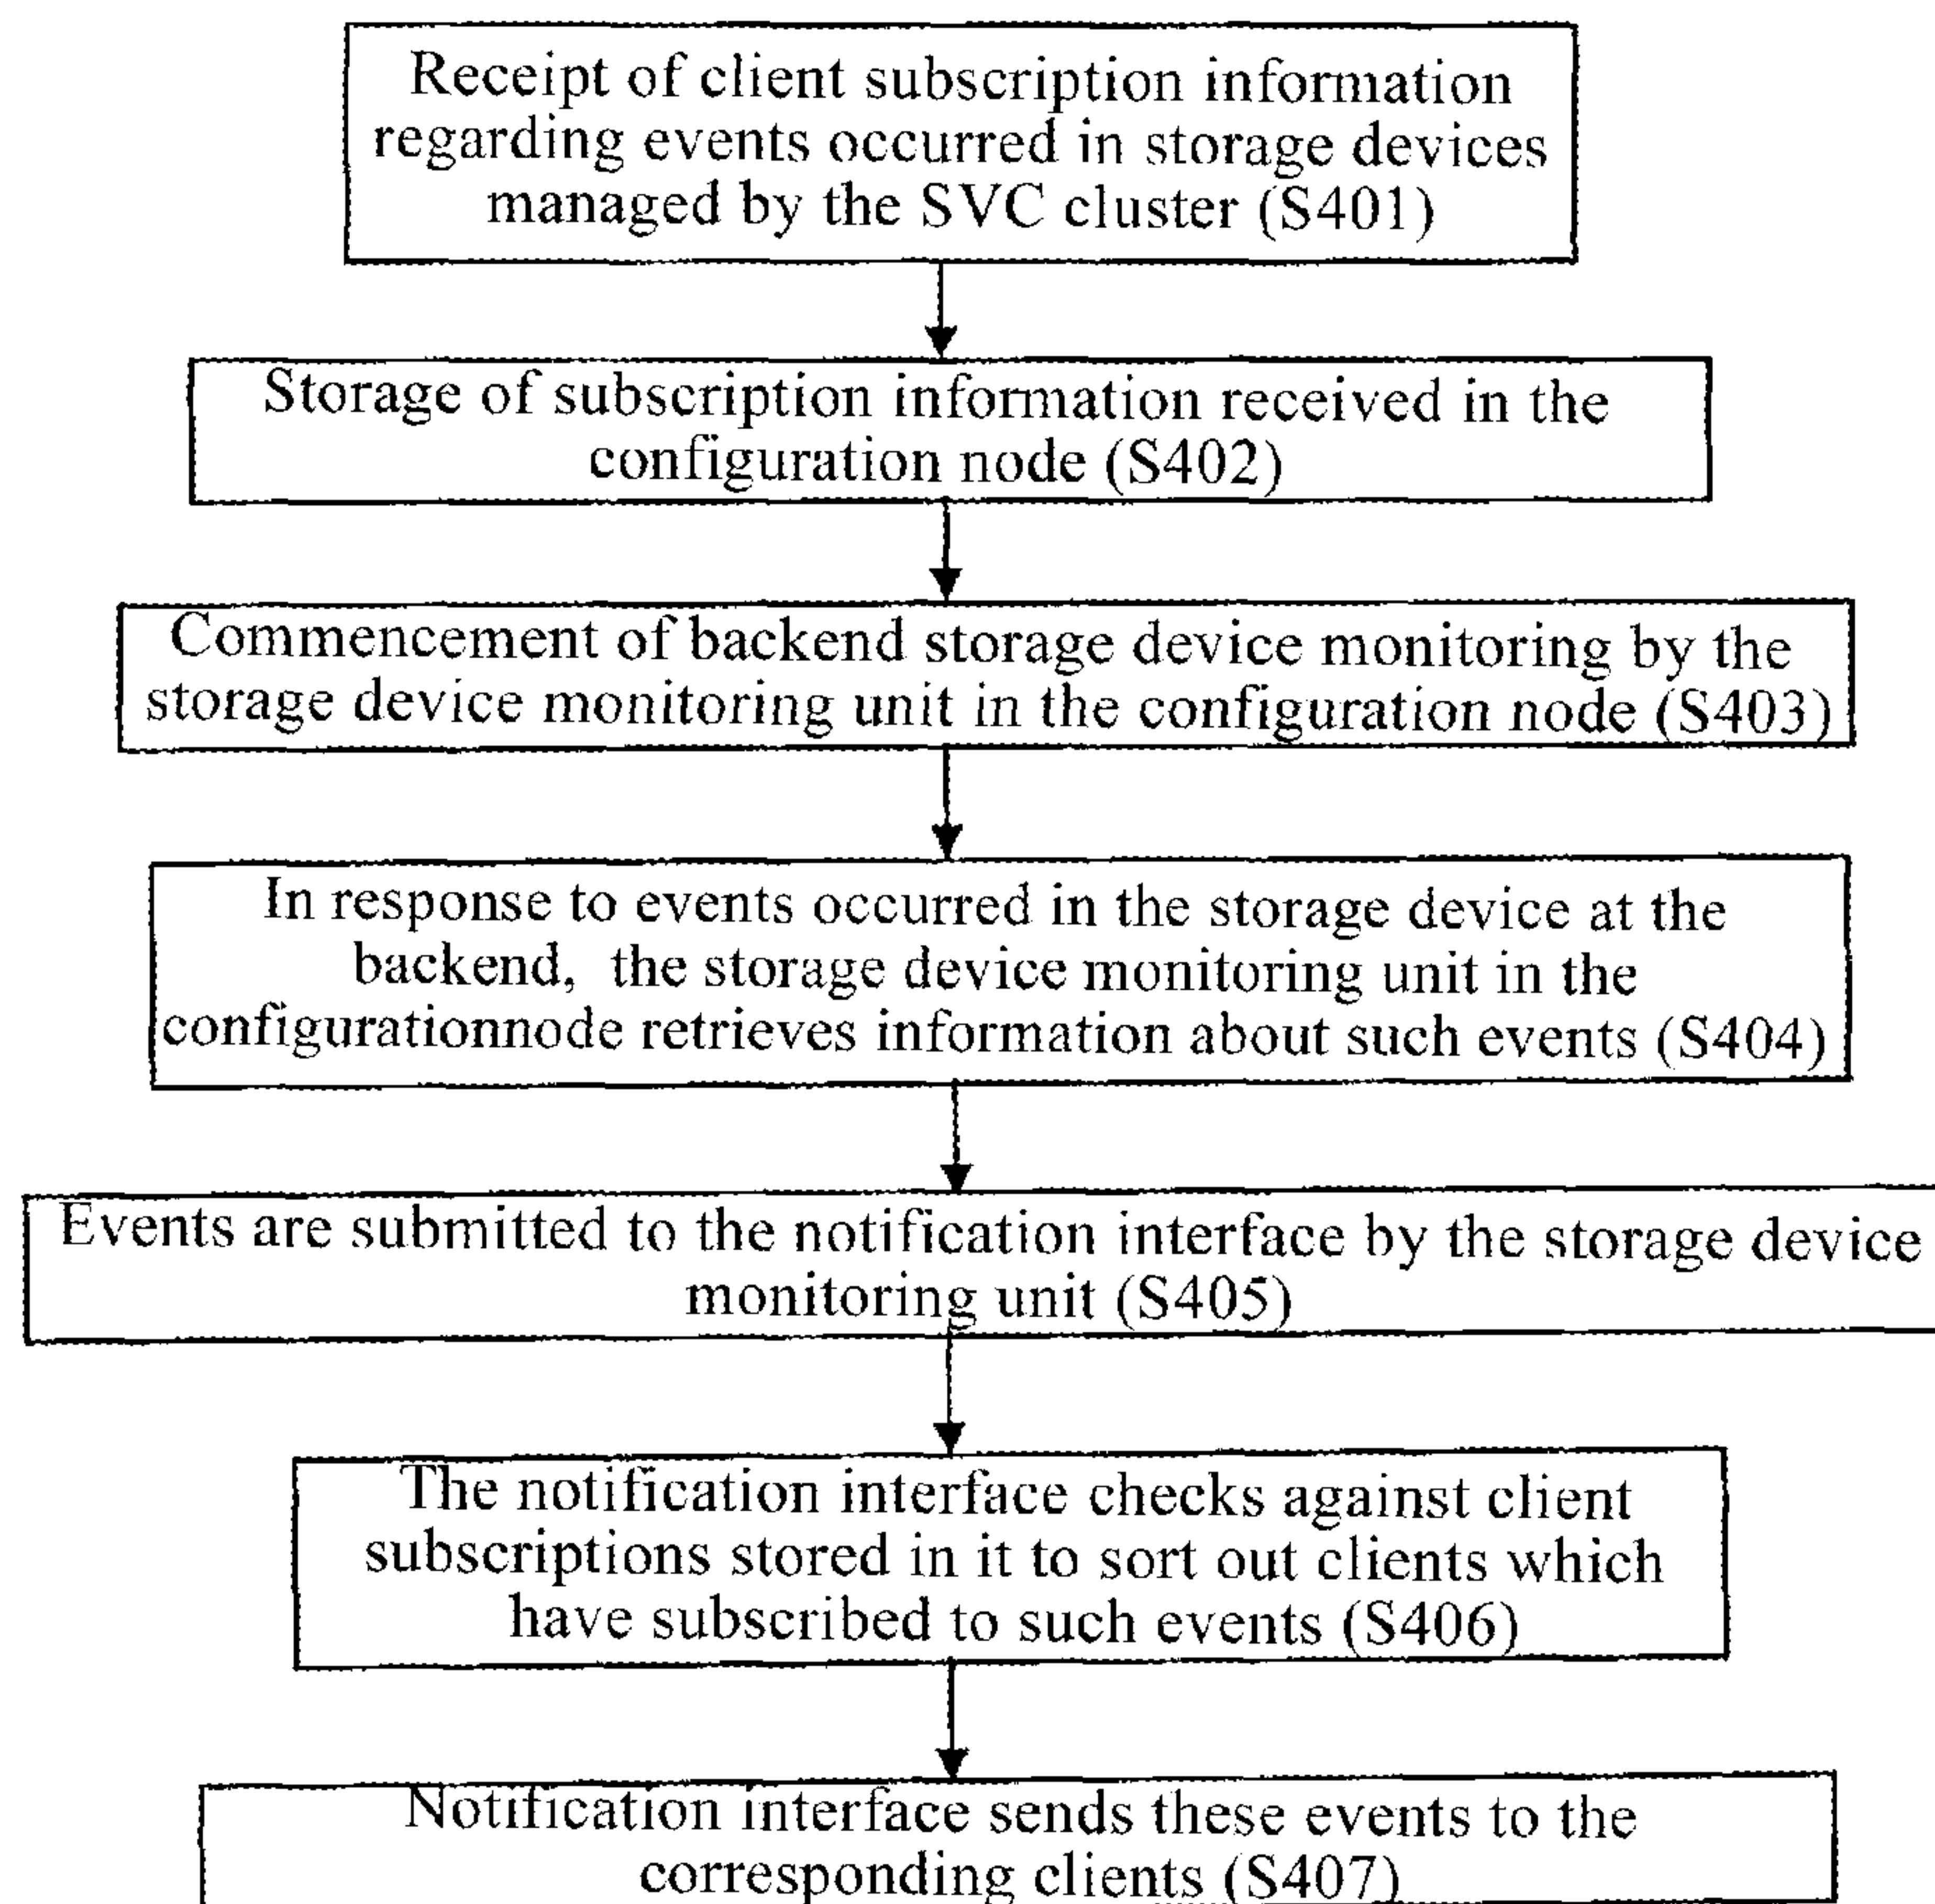 Receipt of client subscription information
regarding events occurred in storage devices
managed by the SVC cluster (S401)
Storage of subscription information received in the
configuration node (S402)
Commencement of backend storage device monitoring by the
storage device monitoring unit in the configuration node (S403)
In response to events occurred in the storage device at the
backend, the storage device monitoring unit in the
configurationnode retrieves information about such events (S404)
Events are submitted to the notification interface by the storage device
monitoring unit (S405)
The notification interface checks against client
subscriptions stored in it to sort out clients which
have subscribed to such events (S406)
Notification interface sends these events to the
corresponding clients (S407)